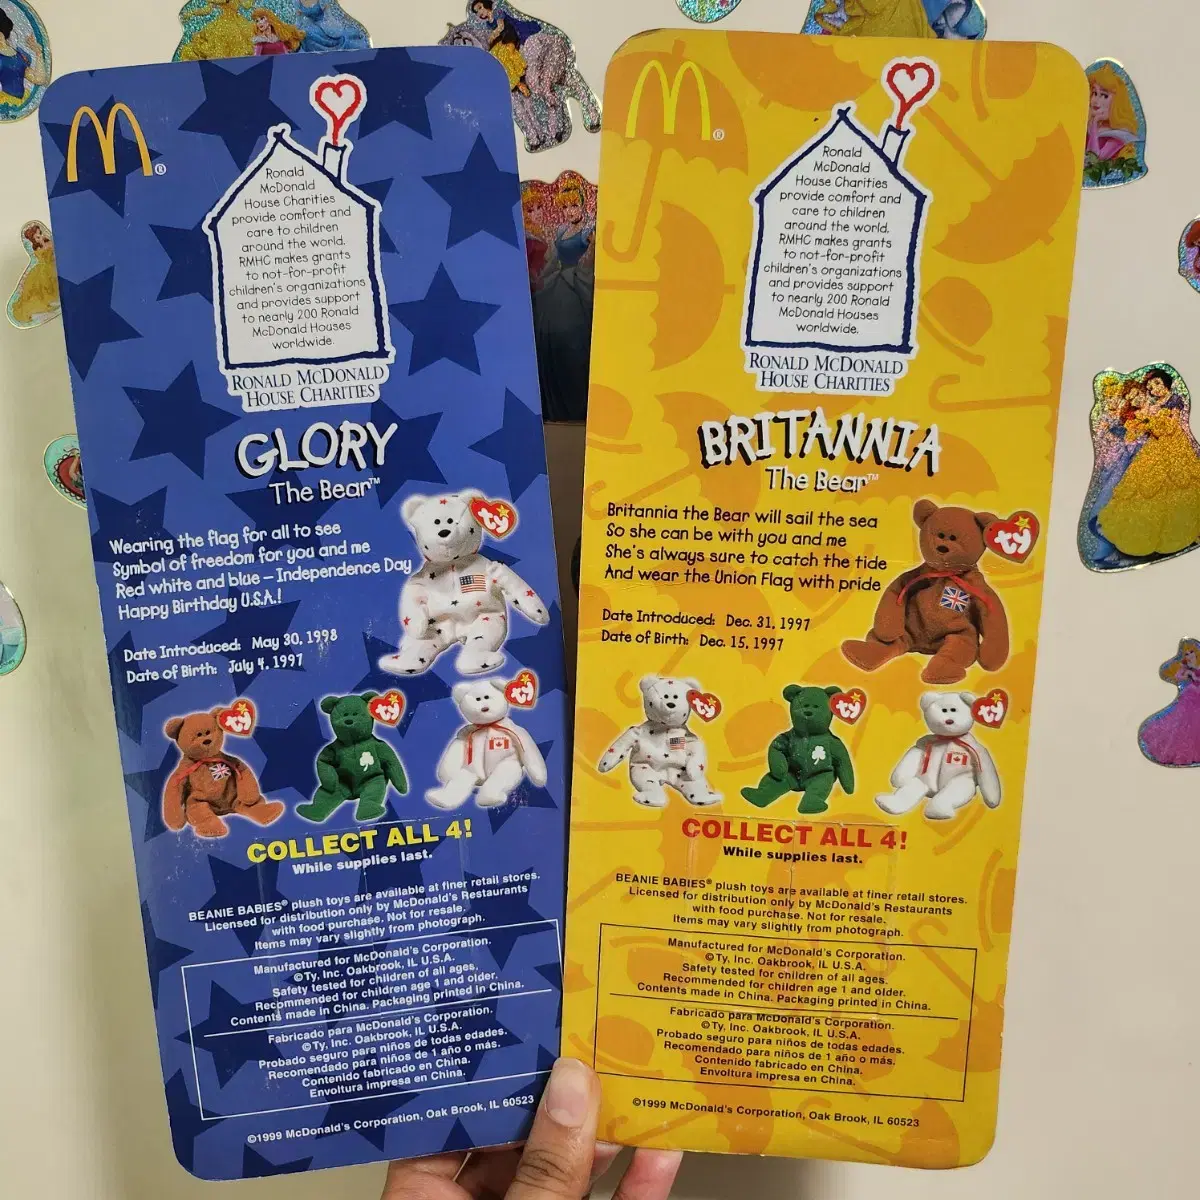 Ronald
McDonald
House Charities
provide comfort and
care to children
around the world.
RMHC makes grants
to not-for-profit
children's organizations
and provides support
to nearly 200 Ronald
McDonald Houses
worldwide.
RONALD MCDONALD
HOUSE CHARITIES
GLORY
The Bear™
Wearing the flag for all to see
Symbol of freedom for you and me
Red white and blue – Independence Day
Happy Birthday U.S.A.!
Date Introduced: May 30, 1998
Date of Birth: July 4, 1997
ty
ty
ty
ty
COLLECT ALL 4!
While supplies last.
BEANIE BABIES® plush toys are available at finer retail stores.
Licensed for distribution only by McDonald's Restaurants
with food purchase. Not for resale.
Items may vary slightly from photograph.
Manufactured for McDonald's Corporation.
©Ty, Inc. Oakbrook, IL U.S.A.
Safety tested for children of all ages.
Recommended for children age 1 and older.
Contents made in China. Packaging printed in China.
Fabricado para McDonald's Corporation.
©Ty, Inc. Oakbrook, IL U.S.A.
Probado seguro para niños de todas edades.
Recomendado para niños de 1 año o más.
Contenido fabricado en China.
Envoltura impresa en China.
©1999 McDonald's Corporation, Oak Brook, IL 60523
Ronald
McDonald
House Charities
provide comfort and
care to children
around the world.
RMHC makes grants
to not-for-profit
children's organizations
and provides support
to nearly 200 Ronald
McDonald Houses
worldwide.
RONALD MCDONALD
HOUSE CHARITIES
BRITANNIA
The Bear™
Britannia the Bear will sail the sea
So she can be with you and me
She's always sure to catch the tide
And wear the Union Flag with pride
Date Introduced: Dec. 31, 1997
Date of Birth: Dec. 15, 1997
ty
ty
ty
ty
COLLECT ALL 4!
While supplies last.
BEANIE BABIES® plush toys are available at finer retail stores.
Licensed for distribution only by McDonald's Restaurants
with food purchase. Not for resale.
Items may vary slightly from photograph.
Manufactured for McDonald's Corporation.
©Ty, Inc. Oakbrook, IL U.S.A.
Safety tested for children of all ages.
Recommended for children age 1 and older.
Contents made in China. Packaging printed in China.
Fabricado para McDonald's Corporation.
©Ty, Inc. Oakbrook, IL U.S.A.
Probado seguro para niños de todas edades.
Recomendado para niños de 1 año o más.
Contenido fabricado en China.
Envoltura impresa en China.
©1999 McDonald's Corporation, Oak Brook, IL 60523